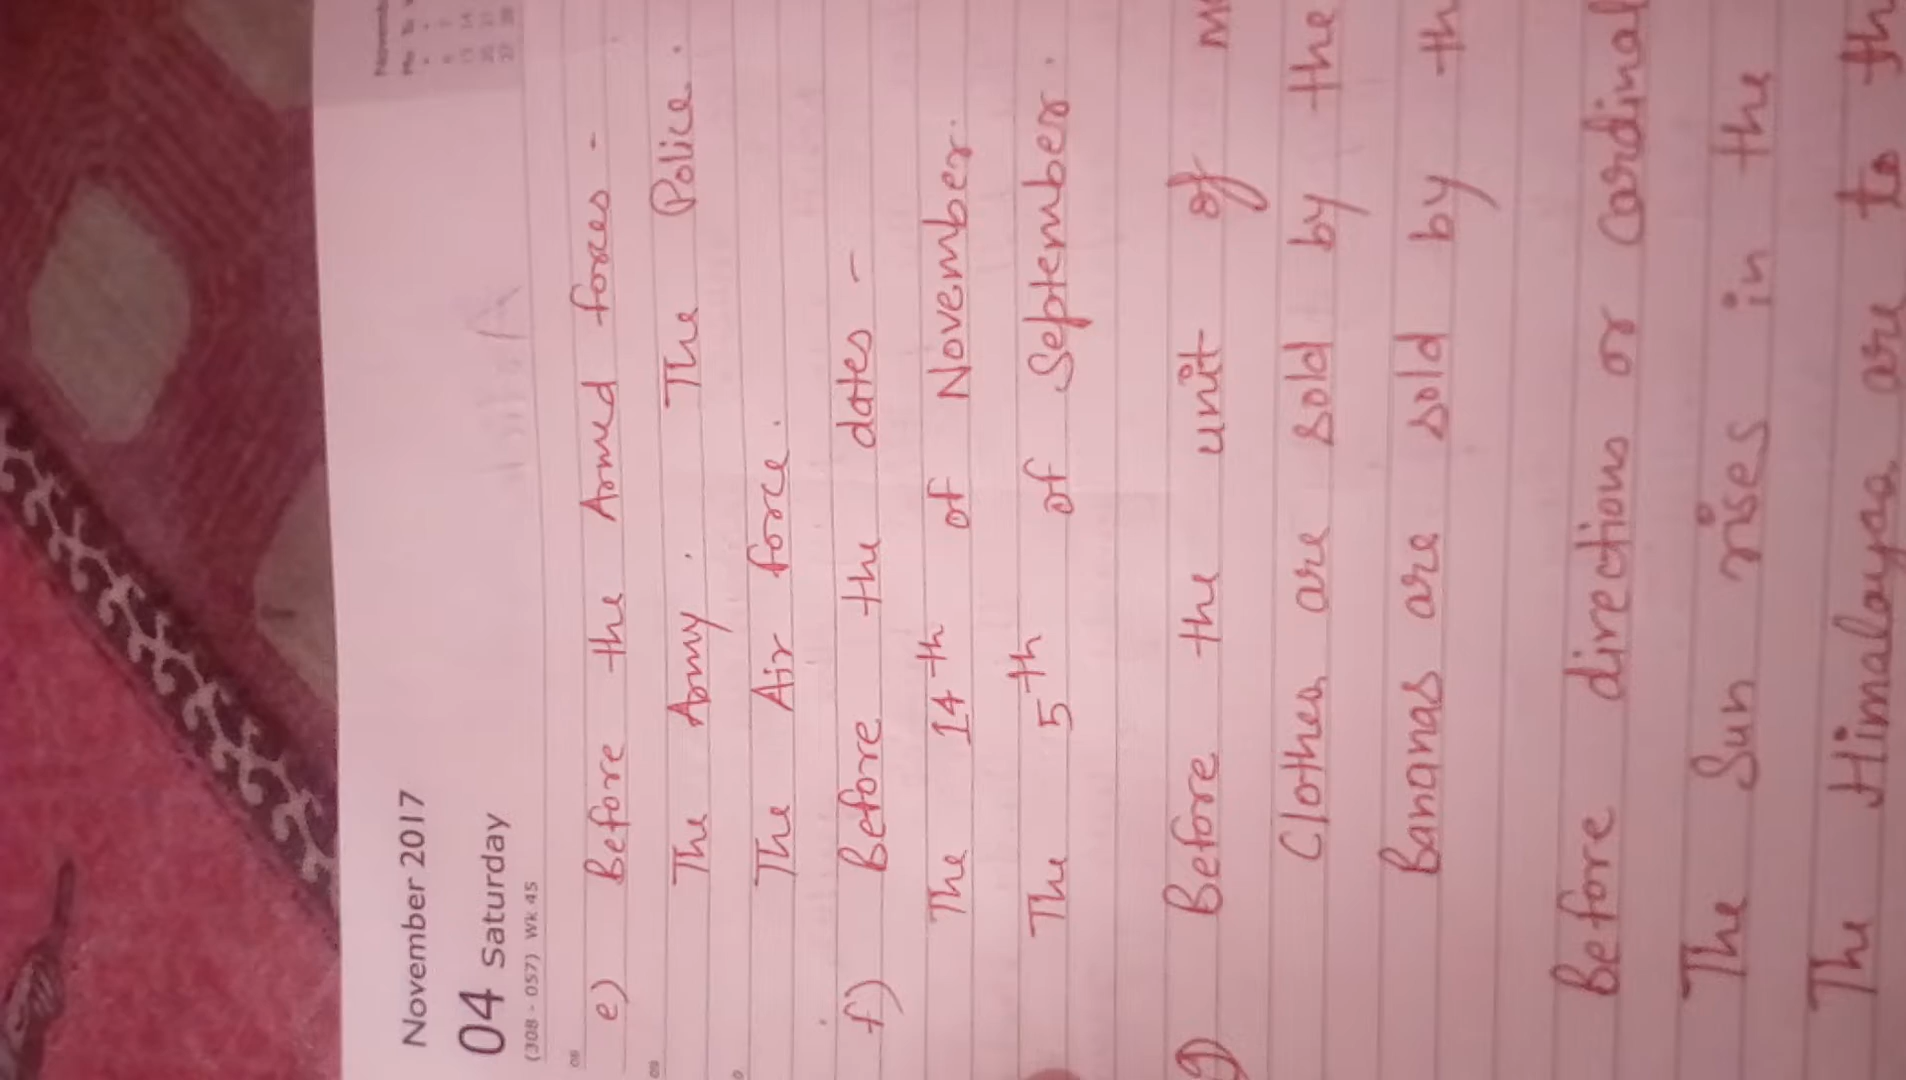 November 2017
04 Saturday
(308 - 057) Wk 45
e) Before the Armed forces -
The Army. The Police.
The Air force.
f) Before the dates -
The 14th of November.
The 5th of September.
g) Before the unit of
Clothes are sold by the
Bananas are sold by
Before directions or Cardinal
The Sun rises in the
The Himalayas are to